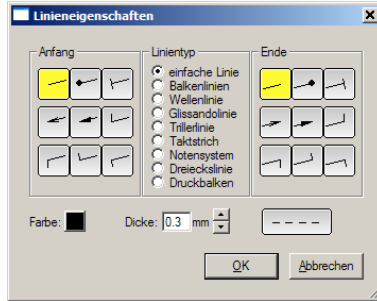 Linieneigenschaften
Anfang
Linientyp
Ende
einfache Linie
Balkenlinien
Wellenlinie
Glissandolinie
Trillerlinie
Taktstrich
Notensystem
Dreieckslinie
Druckbalken
Farbe: Dicke: 0.3 mm
OK Abbrechen